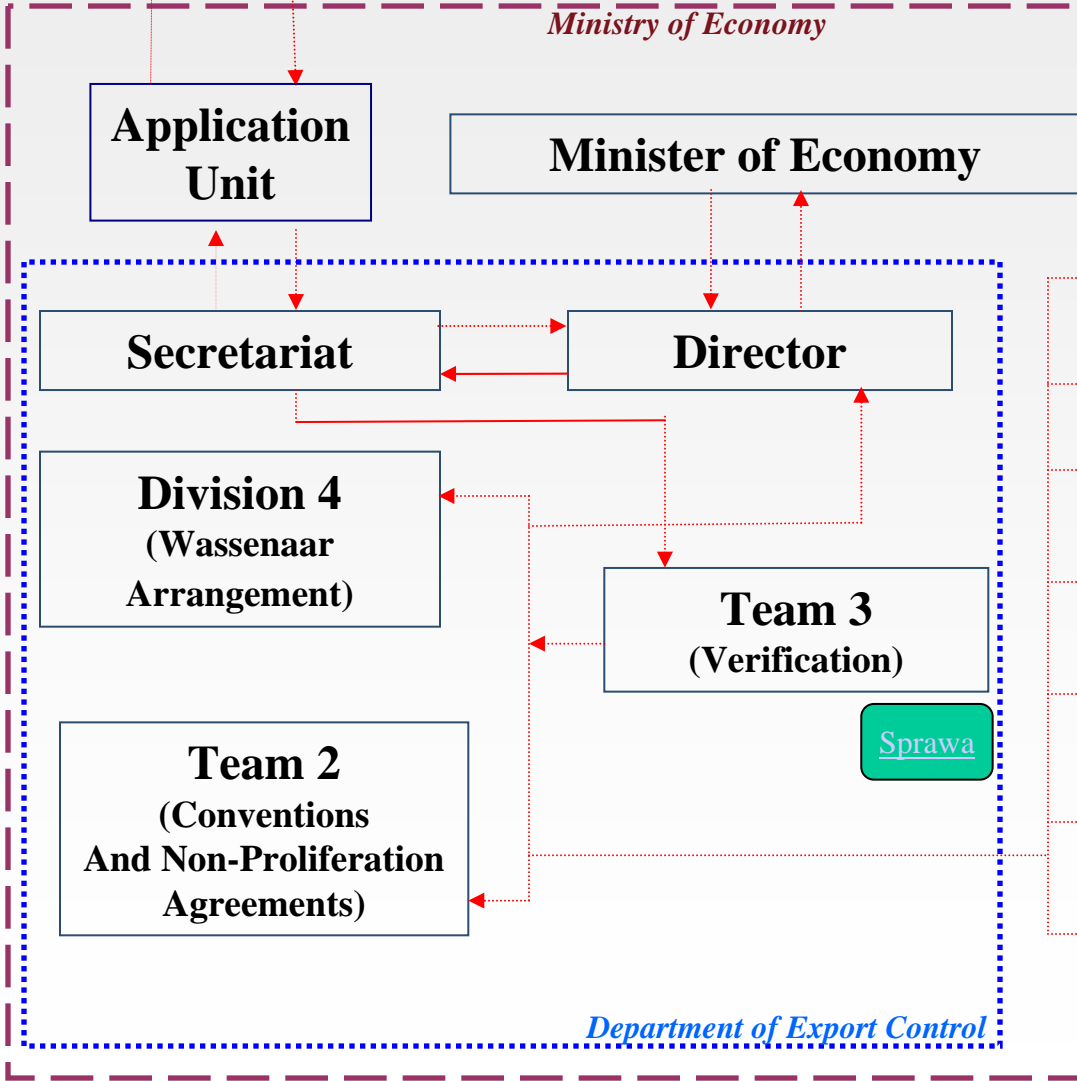 Ministry of Economy
Application
Unit
Minister of Economy
Secretariat
Director
Division 4
(Wassenaar
Arrangement)
Team 3
(Verification)
Sprawa
Team 2
(Conventions
And Non-Proliferation
Agreements)
Department of Export Control